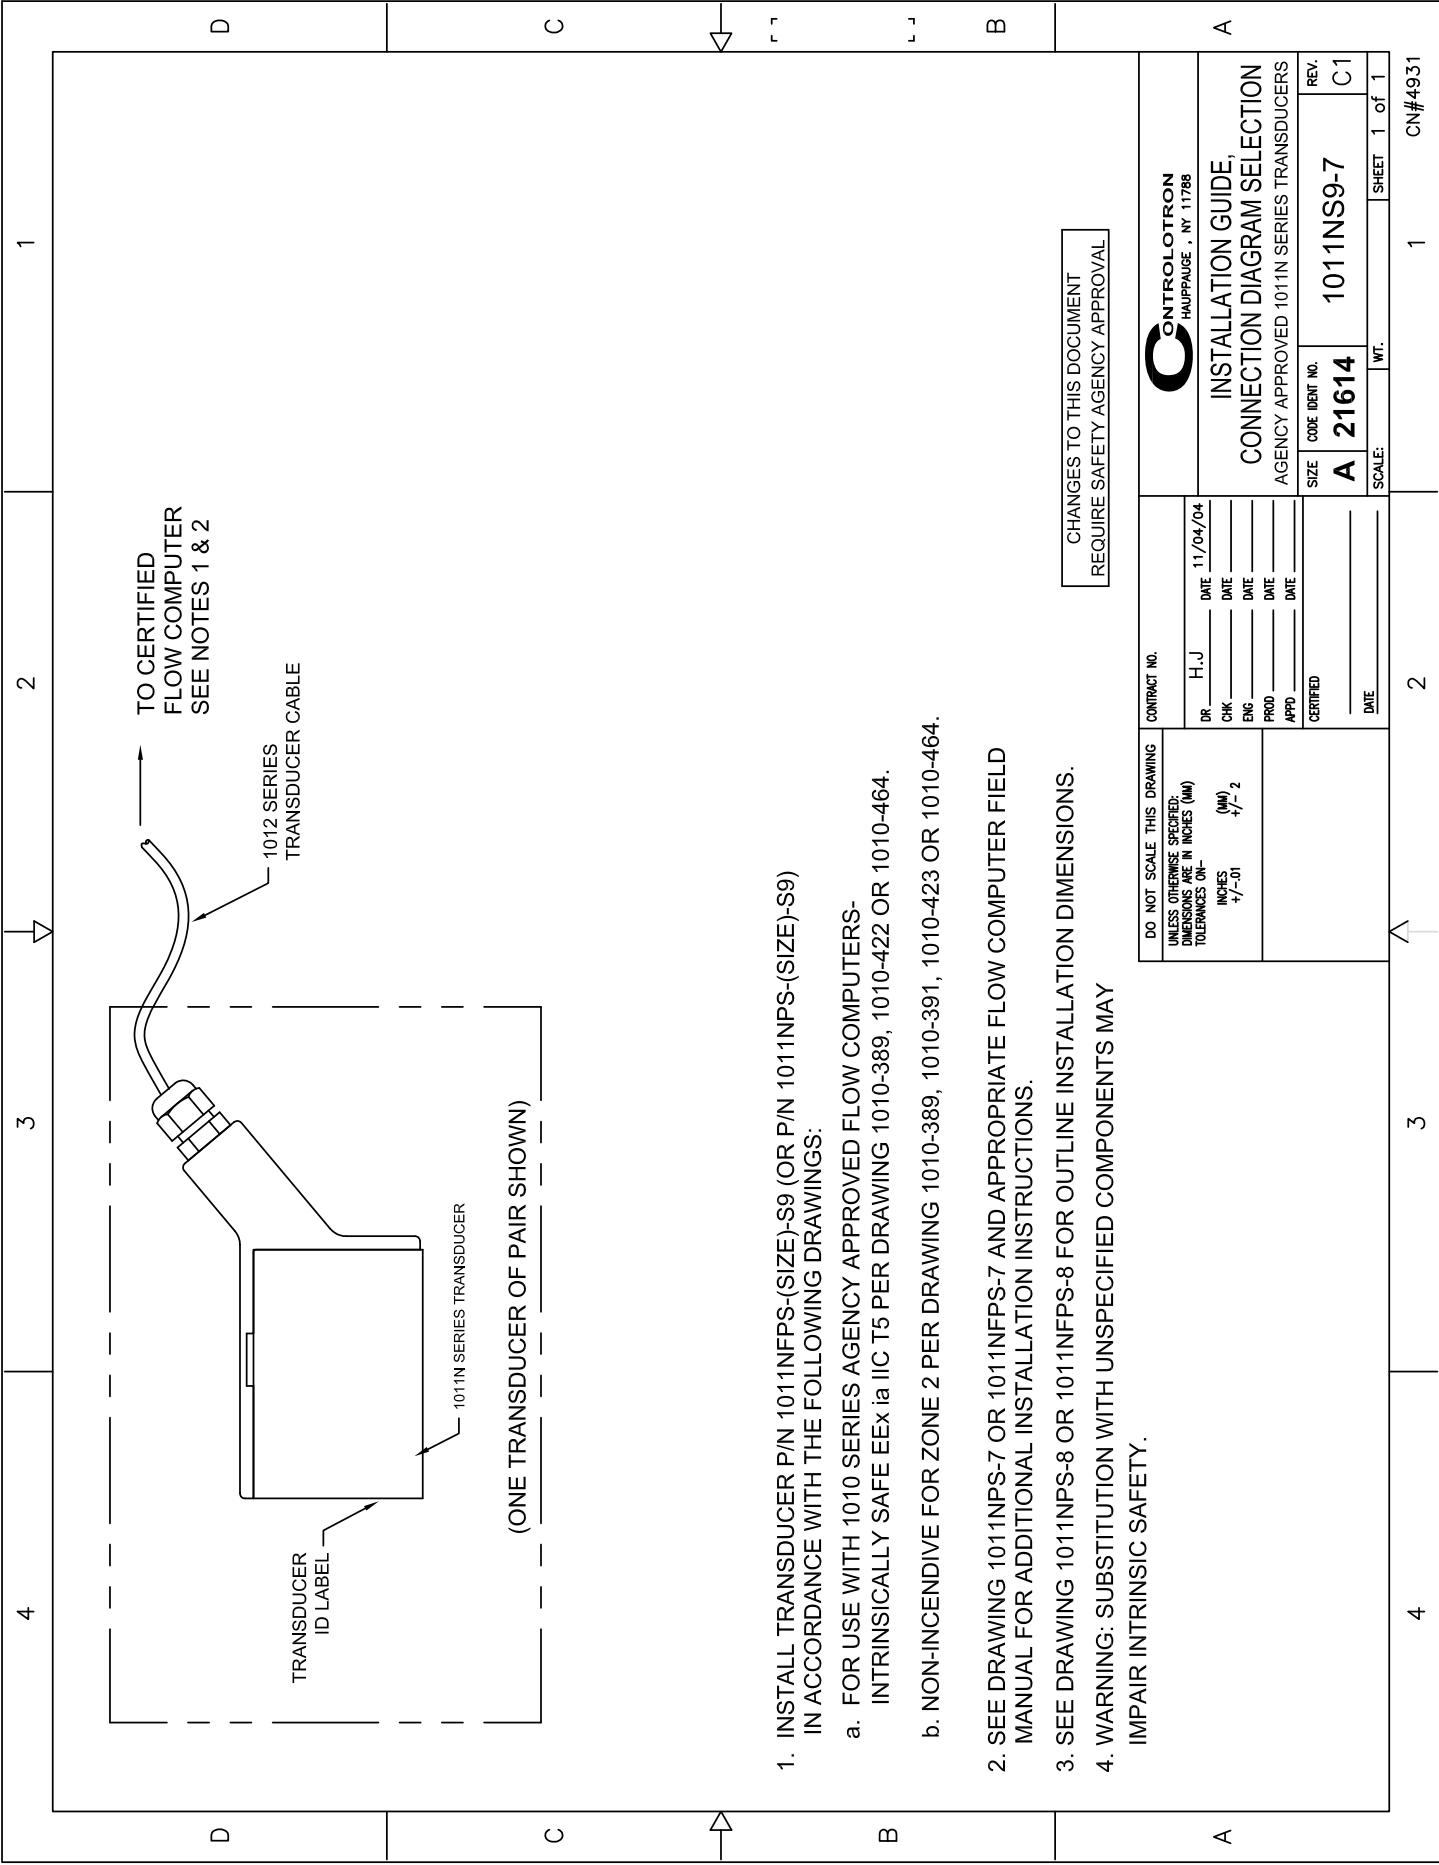 4
3
2
1
D
D
C
C
B
B
A
A
TO CERTIFIED
FLOW COMPUTER
SEE NOTES 1 & 2
1012 SERIES
TRANSDUCER CABLE
TRANSDUCER
ID LABEL
1011N SERIES TRANSDUCER
(ONE TRANSDUCER OF PAIR SHOWN)
1. INSTALL TRANSDUCER P/N 1011NFPS-(SIZE)-S9 (OR P/N 1011NPS-(SIZE)-S9)
IN ACCORDANCE WITH THE FOLLOWING DRAWINGS:
a. FOR USE WITH 1010 SERIES AGENCY APPROVED FLOW COMPUTERS-
INTRINSICALLY SAFE EEx ia IIC T5 PER DRAWING 1010-389, 1010-422 OR 1010-464.
b. NON-INCENDIVE FOR ZONE 2 PER DRAWING 1010-389, 1010-391, 1010-423 OR 1010-464.
2. SEE DRAWING 1011NPS-7 OR 1011NFPS-7 AND APPROPRIATE FLOW COMPUTER FIELD
MANUAL FOR ADDITIONAL INSTALLATION INSTRUCTIONS.
3. SEE DRAWING 1011NPS-8 OR 1011NFPS-8 FOR OUTLINE INSTALLATION DIMENSIONS.
4. WARNING: SUBSTITUTION WITH UNSPECIFIED COMPONENTS MAY
IMPAIR INTRINSIC SAFETY.
CHANGES TO THIS DOCUMENT
REQUIRE SAFETY AGENCY APPROVAL
DO NOT SCALE THIS DRAWING
UNLESS OTHERWISE SPECIFIED:
DIMENSIONS ARE IN INCHES (MM)
TOLERANCES ON-
INCHES (MM)
+/-.01 +/- 2
CONTRACT NO.
DR H.J DATE 11/04/04
CHK DATE
ENG DATE
PROD DATE
APPD DATE
CERTIFIED
DATE
CONTROLOTRON
HAUPPAUGE , NY 11788
INSTALLATION GUIDE,
CONNECTION DIAGRAM SELECTION
AGENCY APPROVED 1011N SERIES TRANSDUCERS
SIZE CODE IDENT NO. REV.
A 21614 1011NS9-7 C1
SCALE: WT. SHEET 1 of 1
4
3
2
1
CN#4931